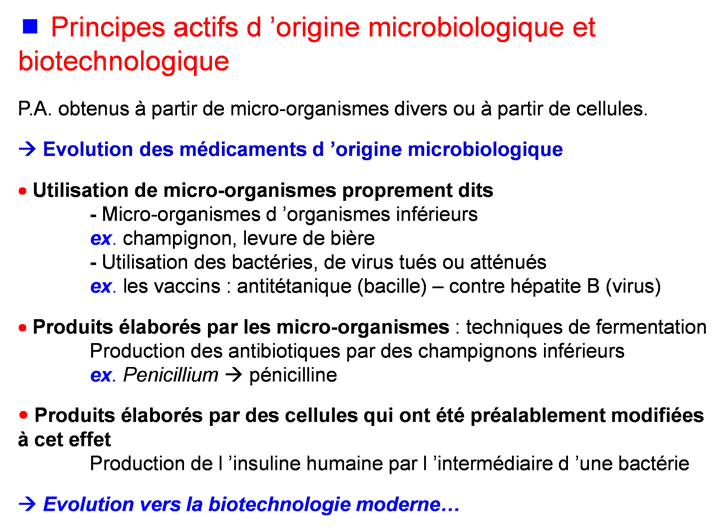 ■ Principes actifs d ’origine microbiologique et
biotechnologique
P.A. obtenus à partir de micro-organismes divers ou à partir de cellules.
→ Evolution des médicaments d ’origine microbiologique
• Utilisation de micro-organismes proprement dits
- Micro-organismes d ’organismes inférieurs
ex. champignon, levure de bière
- Utilisation des bactéries, de virus tués ou atténués
ex. les vaccins : antitétanique (bacille) – contre hépatite B (virus)
• Produits élaborés par les micro-organismes : techniques de fermentation
Production des antibiotiques par des champignons inférieurs
ex. Penicillium → pénicilline
• Produits élaborés par des cellules qui ont été préalablement modifiées
à cet effet
Production de l ’insuline humaine par l ’intermédiaire d ’une bactérie
→ Evolution vers la biotechnologie moderne…